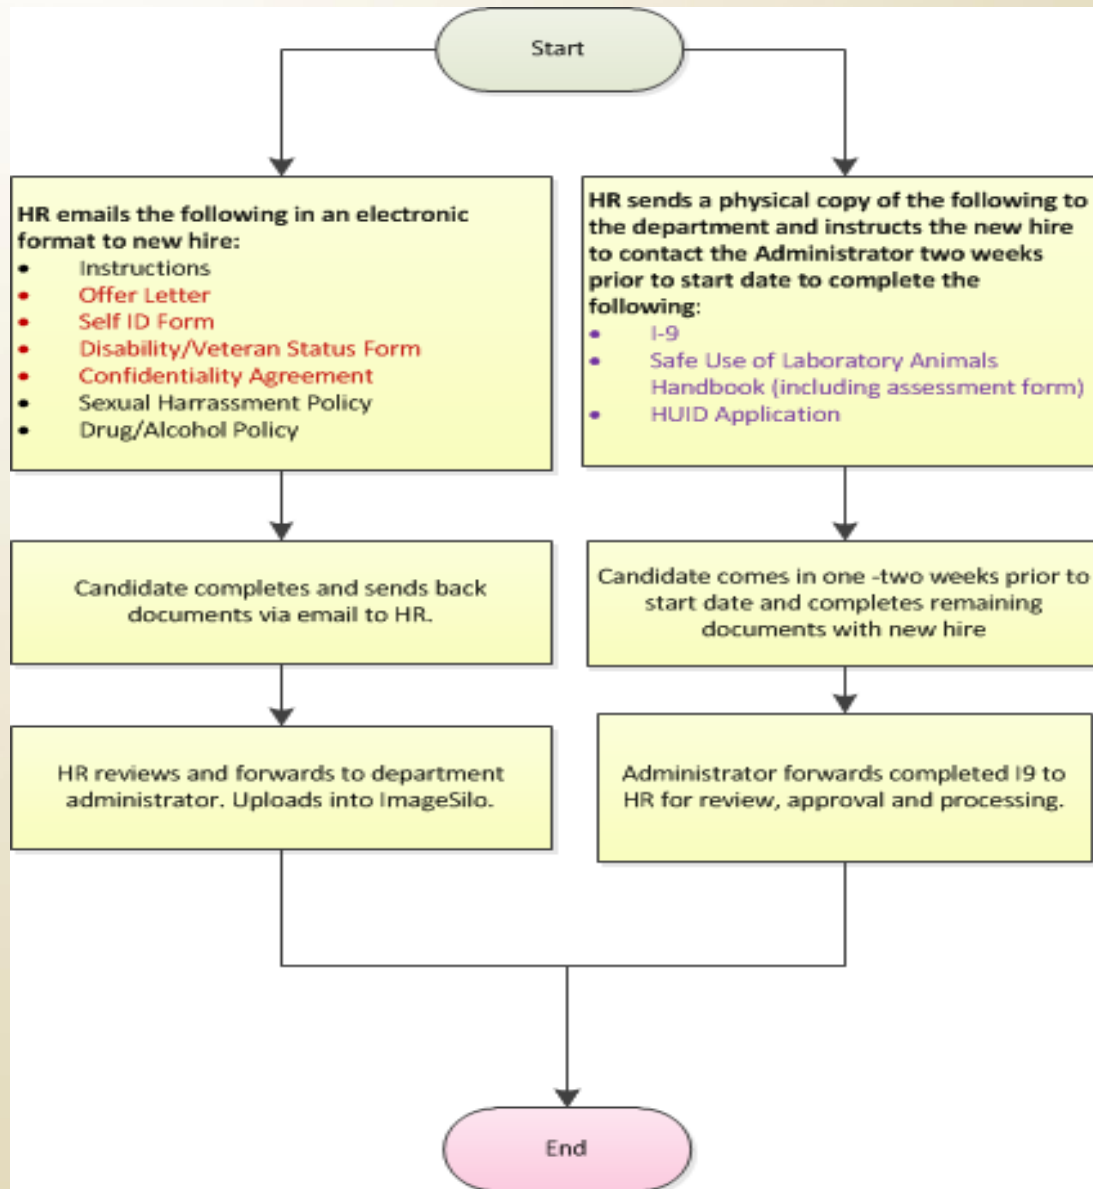 Start
HR emails the following in an electronic
format to new hire:
• Instructions
• Offer Letter
• Self ID Form
• Disability/Veteran Status Form
• Confidentiality Agreement
• Sexual Harrassment Policy
• Drug/Alcohol Policy
HR sends a physical copy of the following to
the department and instructs the new hire
to contact the Administrator two weeks
prior to start date to complete the
following:
• I-9
• Safe Use of Laboratory Animals
Handbook (including assessment form)
• HUID Application
Candidate completes and sends back
documents via email to HR.
Candidate comes in one -two weeks prior to
start date and completes remaining
documents with new hire
HR reviews and forwards to department
administrator. Uploads into ImageSilo.
Administrator forwards completed I9 to
HR for review, approval and processing.
End